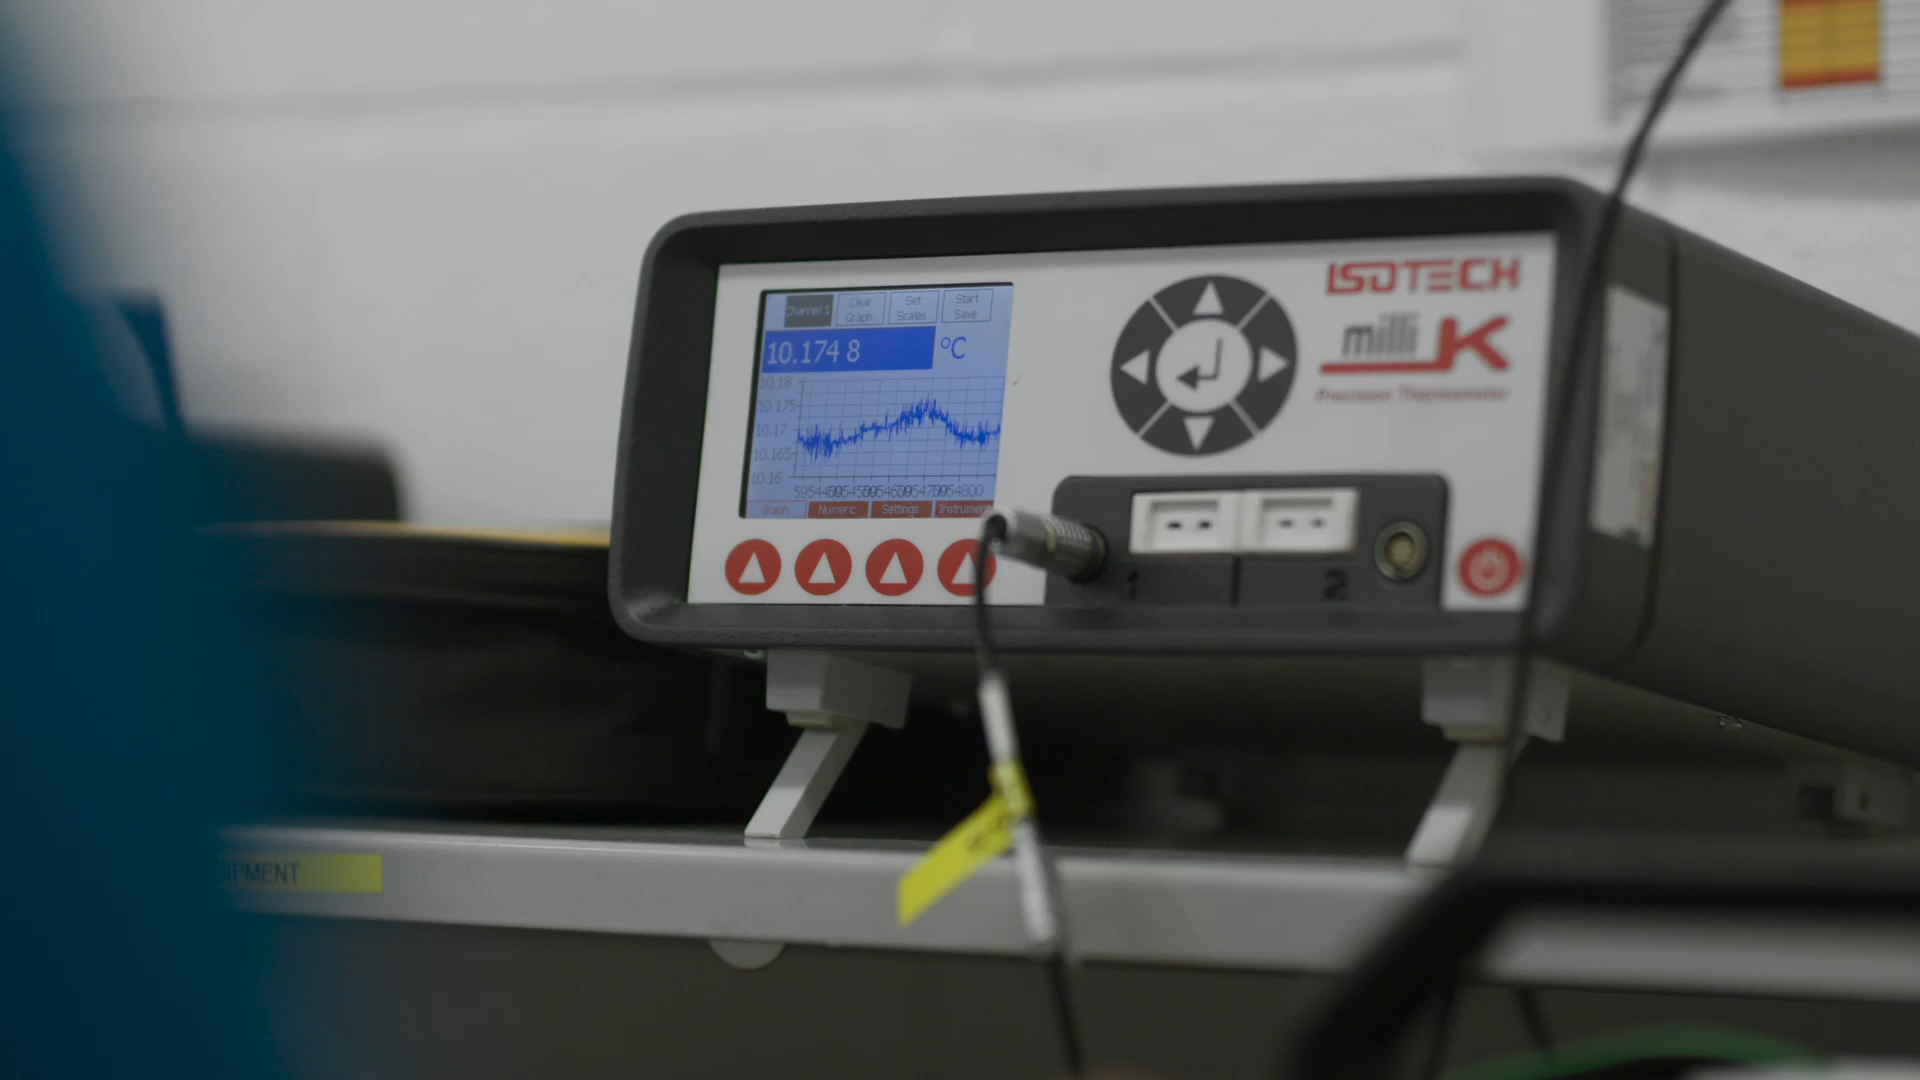 ISOTECH
milliK
Precision Thermometer
Channel 1
Clear Graph
Set Scales
Start Save
10.174 8 °C
10.18
10.175
10.17
10.165
10.16
Graph
Numeric
Settings
Instrument
1
2
IPMENT